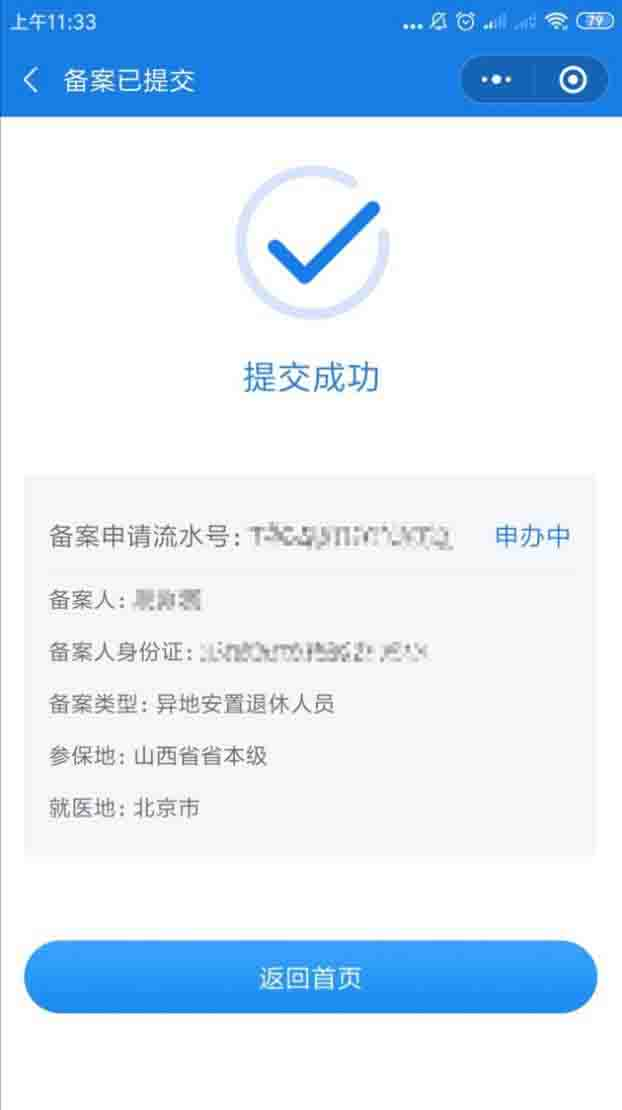 上午11:33
79
备案已提交
提交成功
备案申请流水号:
申办中
备案人:
备案人身份证:
备案类型: 异地安置退休人员
参保地: 山西省省本级
就医地: 北京市
返回首页